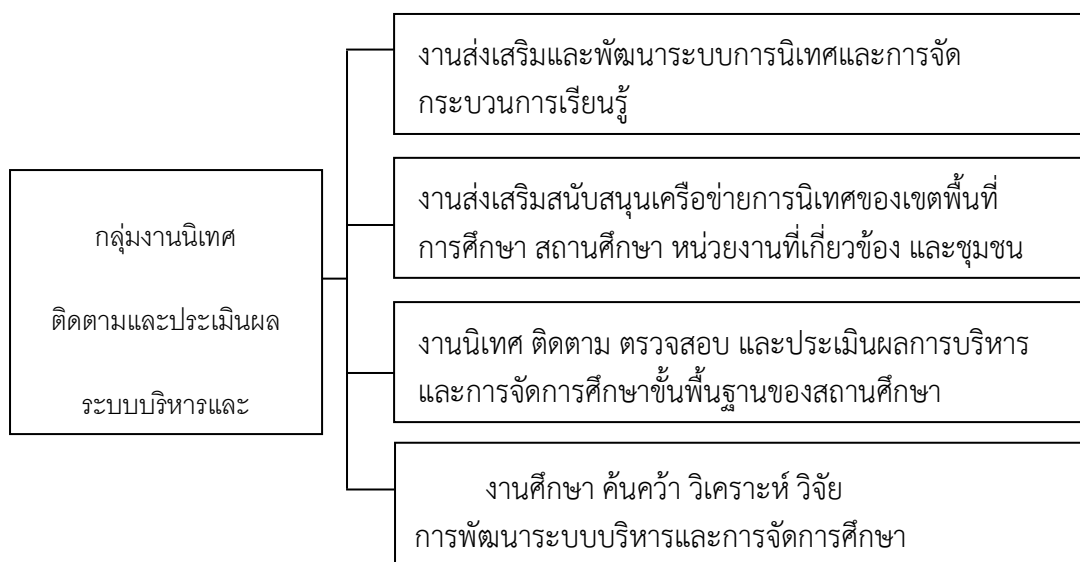 กลุ่มงานนิเทศ
ติดตามและประเมินผล
ระบบบริหารและ
งานส่งเสริมและพัฒนาระบบการนิเทศและการจัด
กระบวนการเรียนรู้
งานส่งเสริมสนับสนุนเครือข่ายการนิเทศของเขตพื้นที่
การศึกษา สถานศึกษา หน่วยงานที่เกี่ยวข้อง และชุมชน
งานนิเทศ ติดตาม ตรวจสอบ และประเมินผลการบริหาร
และการจัดการศึกษาขั้นพื้นฐานของสถานศึกษา
งานศึกษา ค้นคว้า วิเคราะห์ วิจัย
การพัฒนาระบบบริหารและการจัดการศึกษา